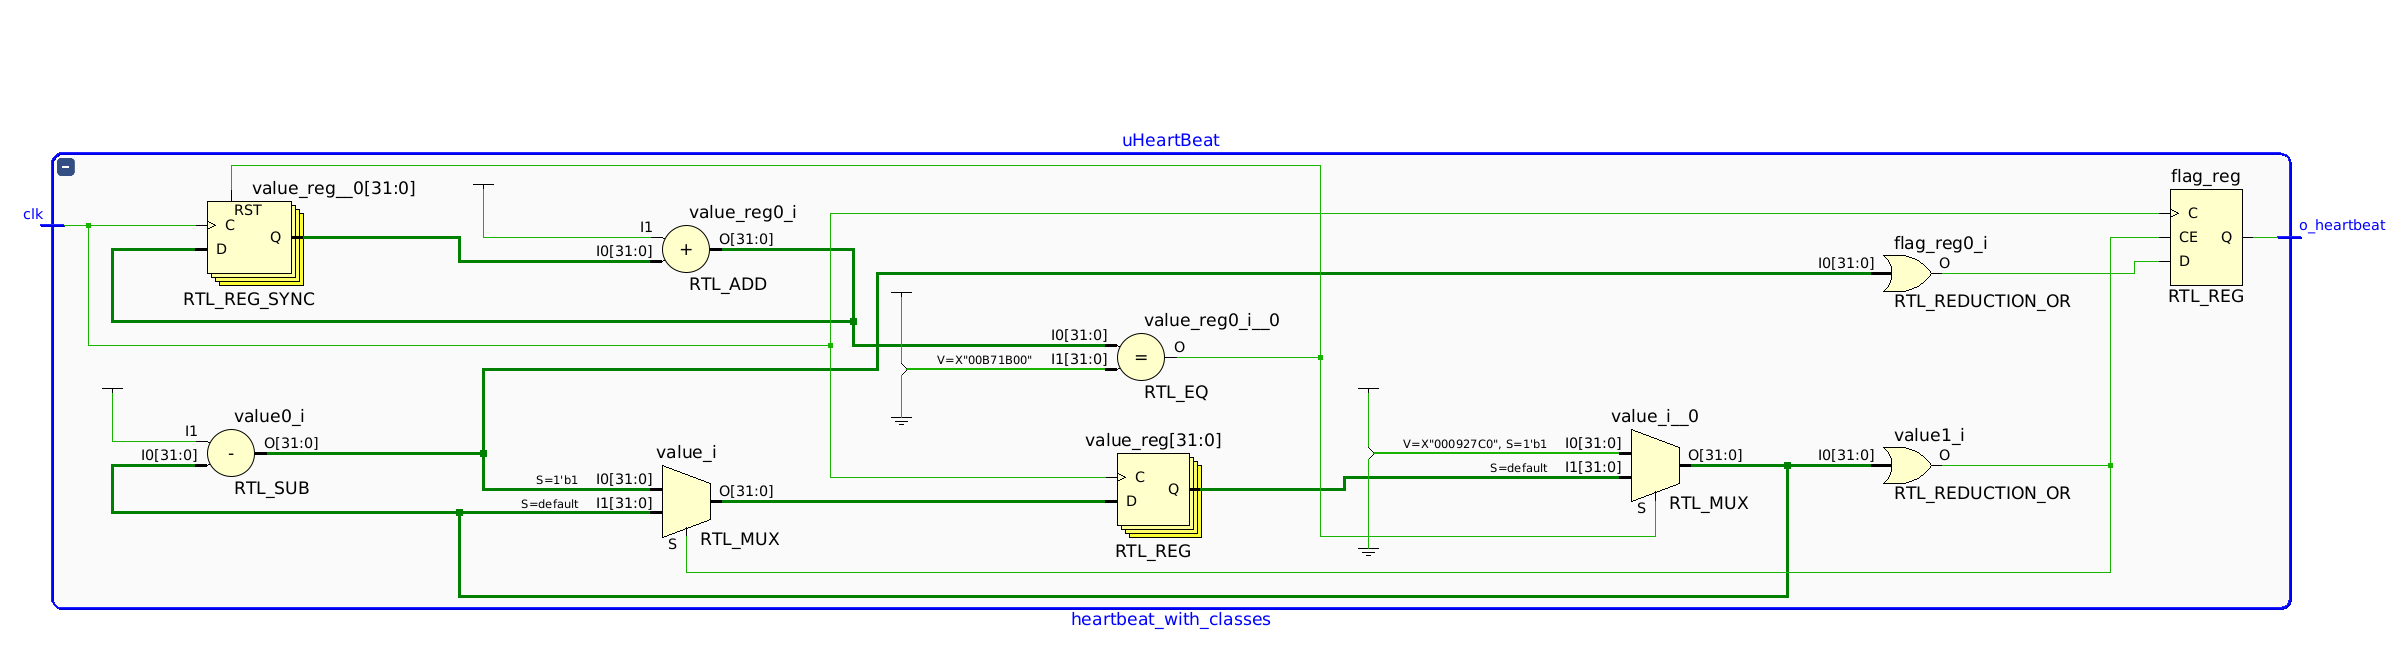 uHeartBeat
clk
value_reg__0[31:0]
RST
C
D
Q
RTL_REG_SYNC
value_reg0_i
I1
I0[31:0]
+
O[31:0]
RTL_ADD
flag_reg
C
CE
D
Q
RTL_REG
o_heartbeat
flag_reg0_i
I0[31:0]
O
RTL_REDUCTION_OR
value_reg0_i__0
I0[31:0]
V=X"00B71B00" I1[31:0]
=
O
RTL_EQ
value0_i
I1
I0[31:0]
-
O[31:0]
RTL_SUB
value_i
S=1'b1 I0[31:0]
S=default I1[31:0]
O[31:0]
S
RTL_MUX
value_reg[31:0]
C
D
Q
RTL_REG
value_i__0
V=X"000927C0", S=1'b1 I0[31:0]
S=default I1[31:0]
O[31:0]
S
RTL_MUX
value1_i
I0[31:0]
O
RTL_REDUCTION_OR
heartbeat_with_classes